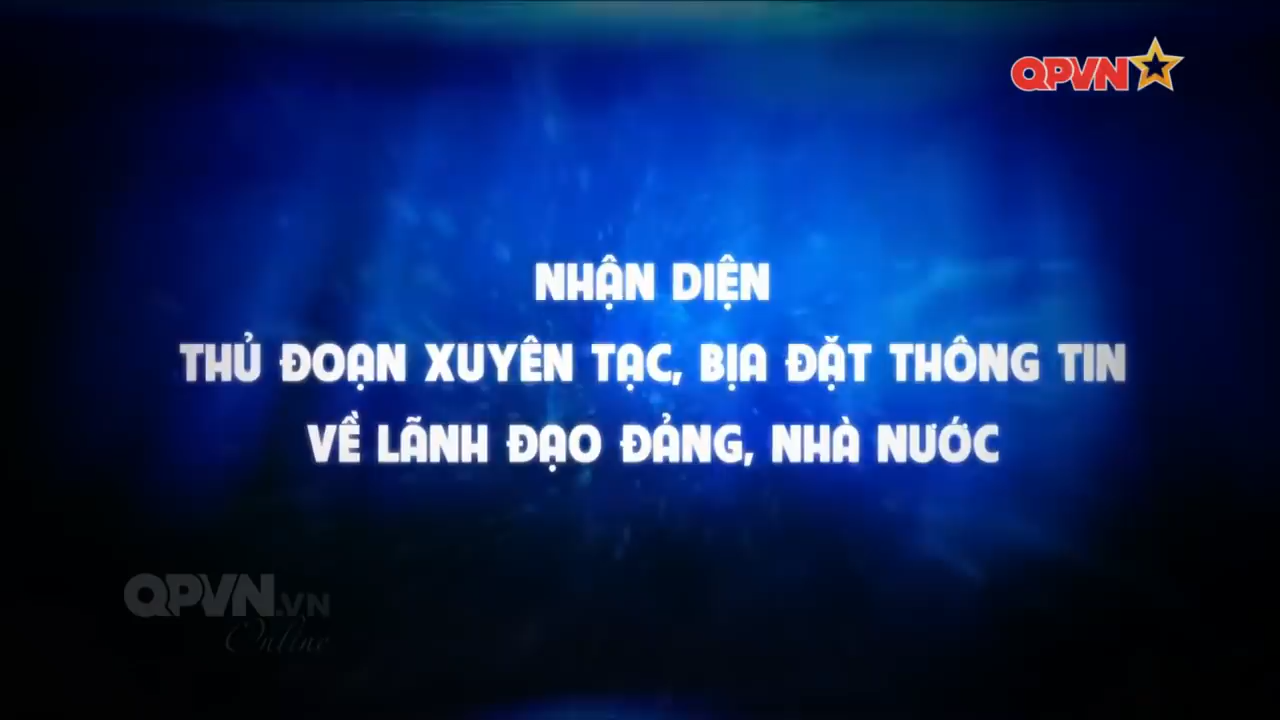 QPVN
NHẬN DIỆN
THỦ ĐOẠN XUYÊN TẠC, BỊA ĐẶT THÔNG TIN
VỀ LÃNH ĐẠO ĐẢNG, NHÀ NƯỚC
QPVN.VN
Online